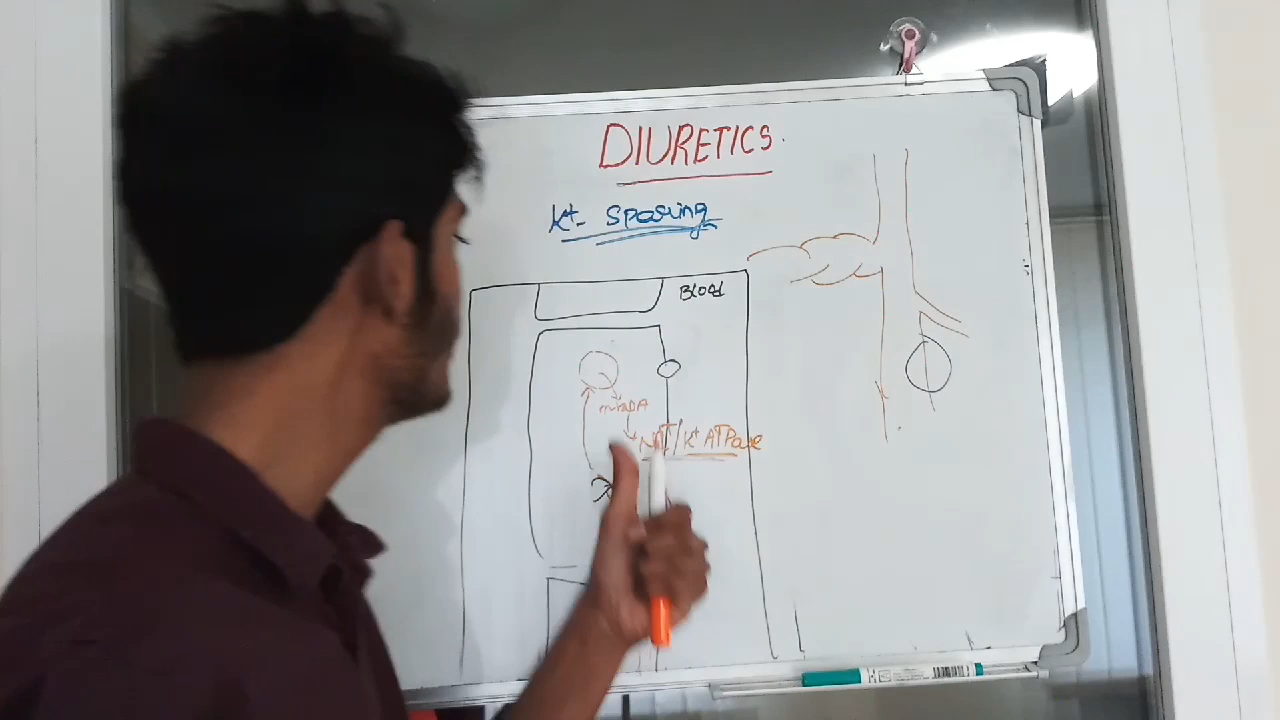 DIURETICS.
K+- Sparing
Blood
mRNA
Na+/K+ ATPase